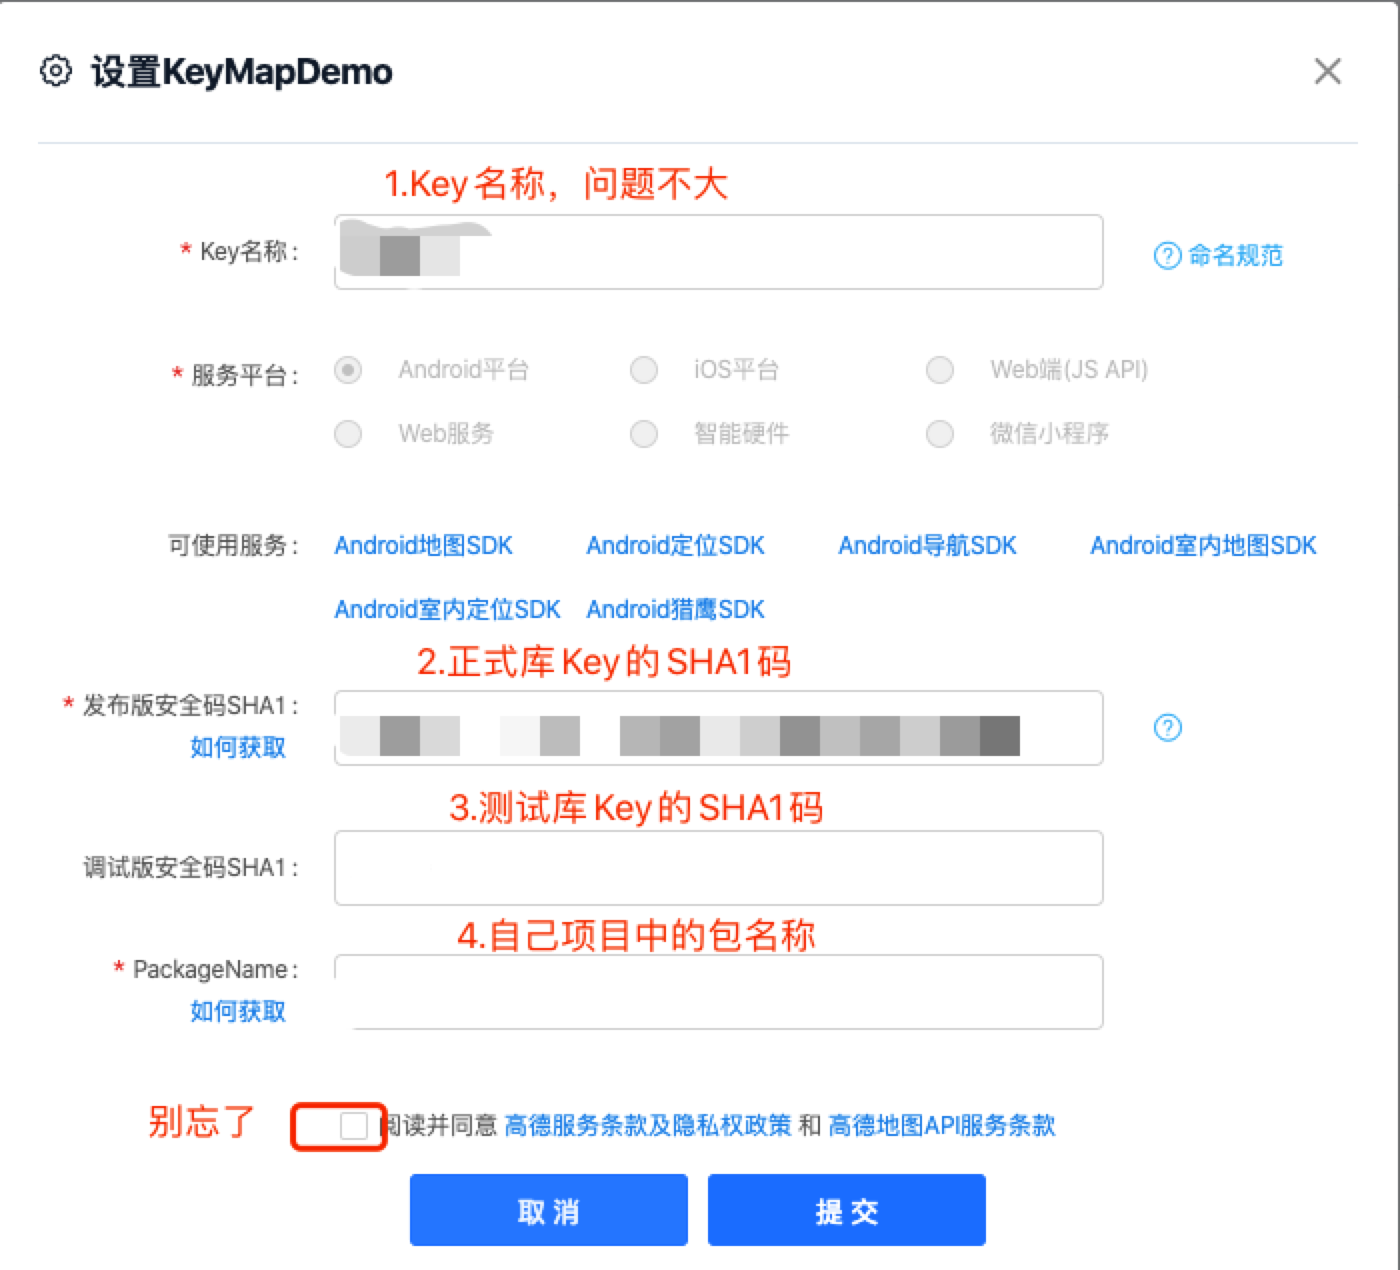 设置KeyMapDemo
1.Key名称，问题不大
* Key名称：
命名规范
* 服务平台：
Android平台
iOS平台
Web端(JS API)
Web服务
智能硬件
微信小程序
可使用服务：
Android地图SDK
Android定位SDK
Android导航SDK
Android室内地图SDK
Android室内定位SDK
Android猎鹰SDK
2.正式库Key的SHA1码
* 发布版安全码SHA1：
如何获取
3.测试库Key的SHA1码
调试版安全码SHA1：
4.自己项目中的包名称
* PackageName：
如何获取
别忘了
阅读并同意 高德服务条款及隐私权政策 和 高德地图API服务条款
取消
提交